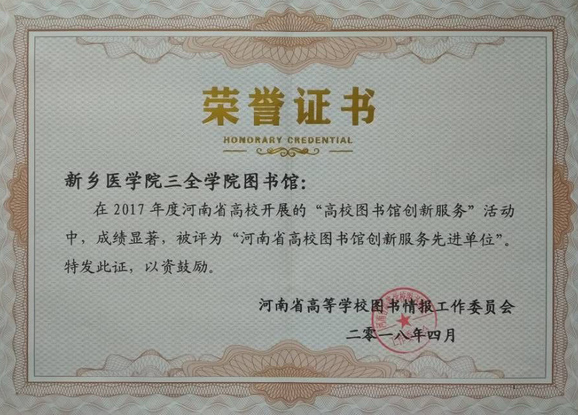 荣誉证书
HONORARY CREDENTIAL
新乡医学院三全学院图书馆：
在2017年度河南省高校开展的“高校图书馆创新服务”活动
中，成绩显著，被评为“河南省高校图书馆创新服务先进单位”。
特发此证，以资鼓励。
河南省高等学校图书情报工作委员会
二零一八年四月